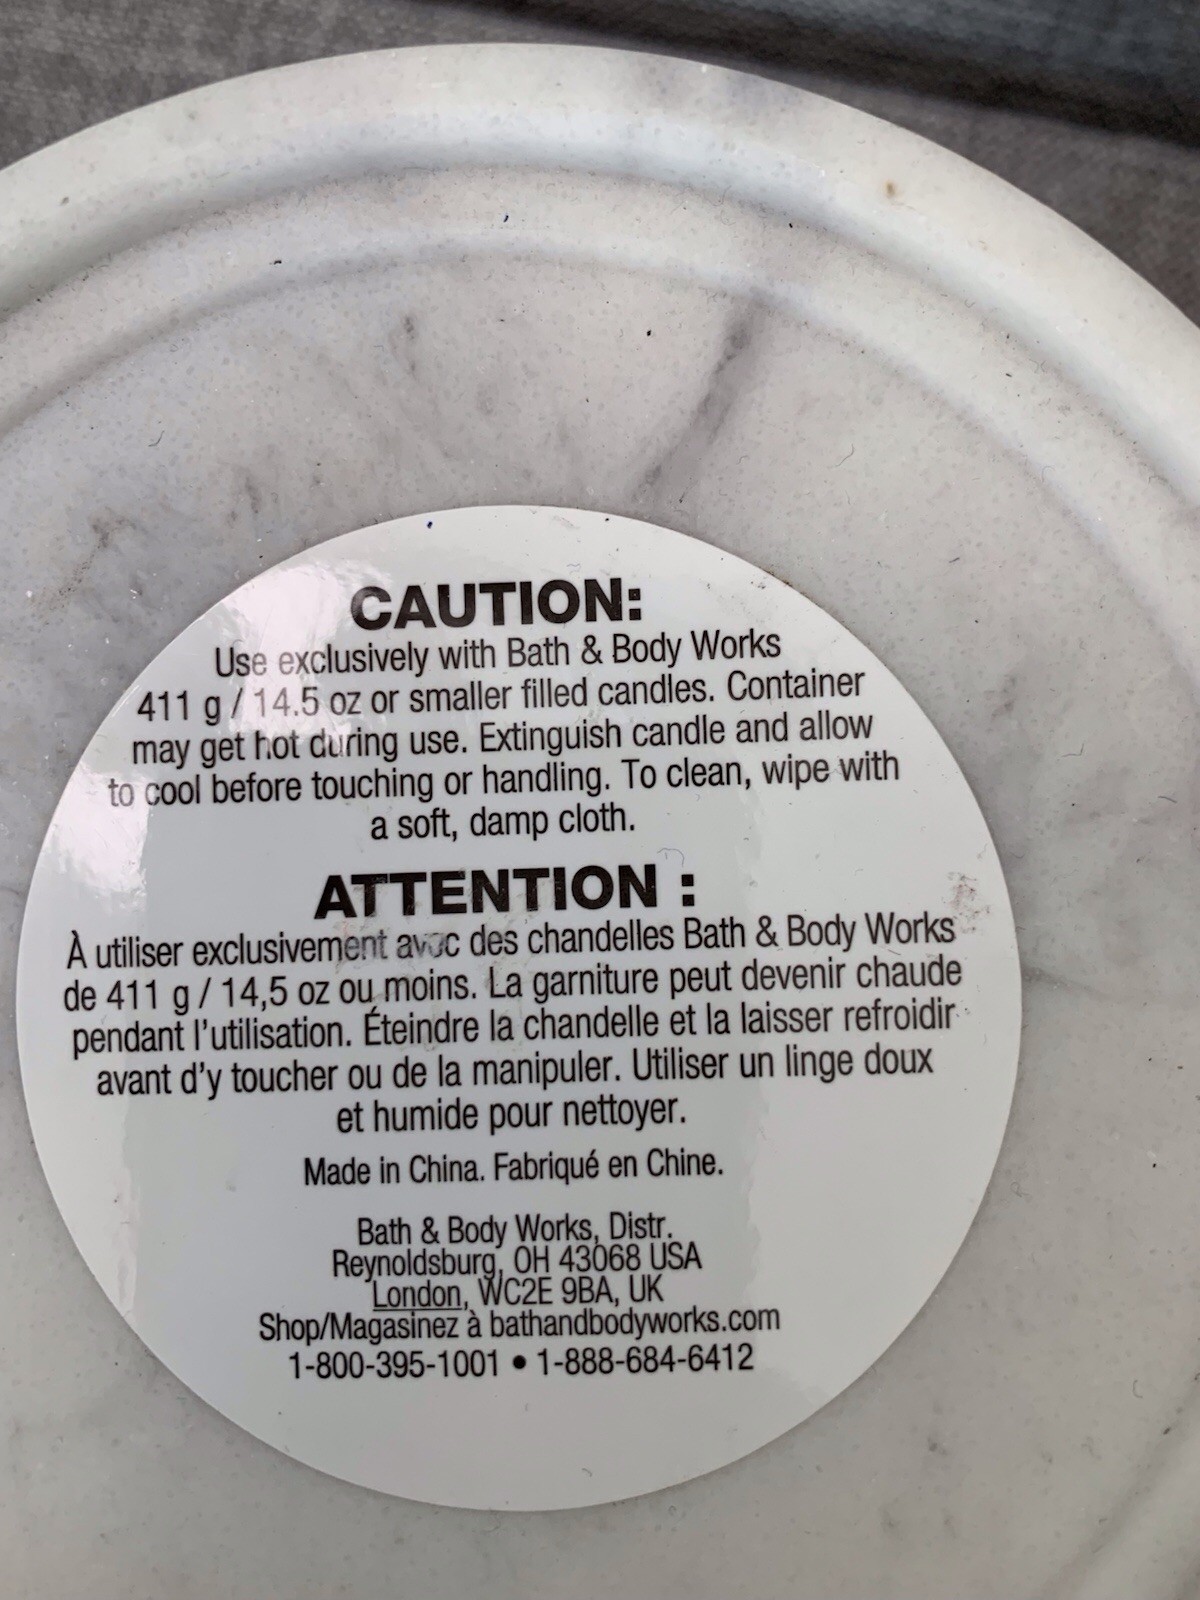 CAUTION:
Use exclusively with Bath & Body Works
411 g / 14.5 oz or smaller filled candles. Container
may get hot during use. Extinguish candle and allow
to cool before touching or handling. To clean, wipe with
a soft, damp cloth.
ATTENTION :
À utiliser exclusivement avec des chandelles Bath & Body Works
de 411 g / 14,5 oz ou moins. La garniture peut devenir chaude
pendant l'utilisation. Éteindre la chandelle et la laisser refroidir
avant d'y toucher ou de la manipuler. Utiliser un linge doux
et humide pour nettoyer.
Made in China. Fabriqué en Chine.
Bath & Body Works, Distr.
Reynoldsburg, OH 43068 USA
London, WC2E 9BA, UK
Shop/Magasinez à bathandbodyworks.com
1-800-395-1001 • 1-888-684-6412